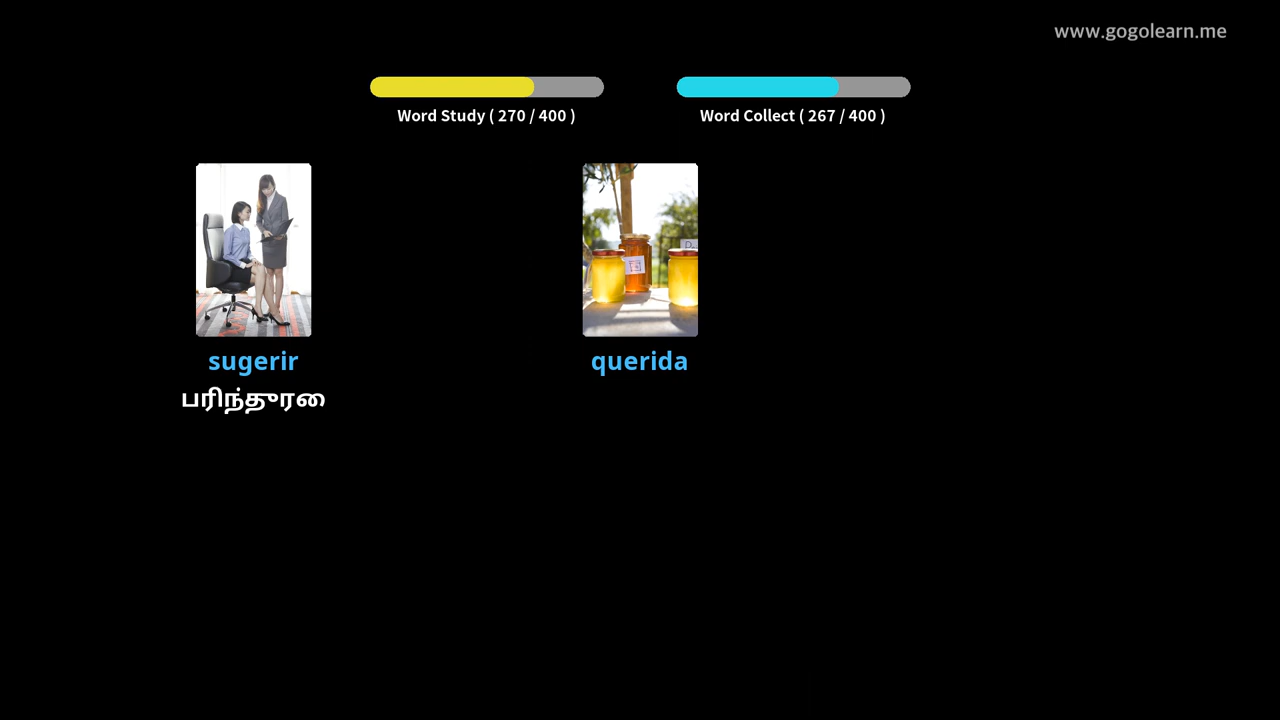 www.gogolearn.me
Word Study ( 270 / 400 )
Word Collect ( 267 / 400 )
sugerir
பரிந்துரை
querida